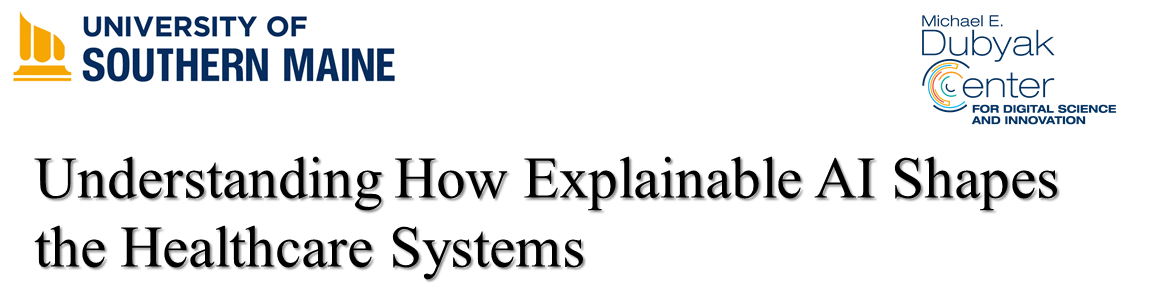 UNIVERSITY OF
SOUTHERN MAINE
Michael E.
Dubyak
Center
FOR DIGITAL SCIENCE
AND INNOVATION
Understanding How Explainable AI Shapes
the Healthcare Systems